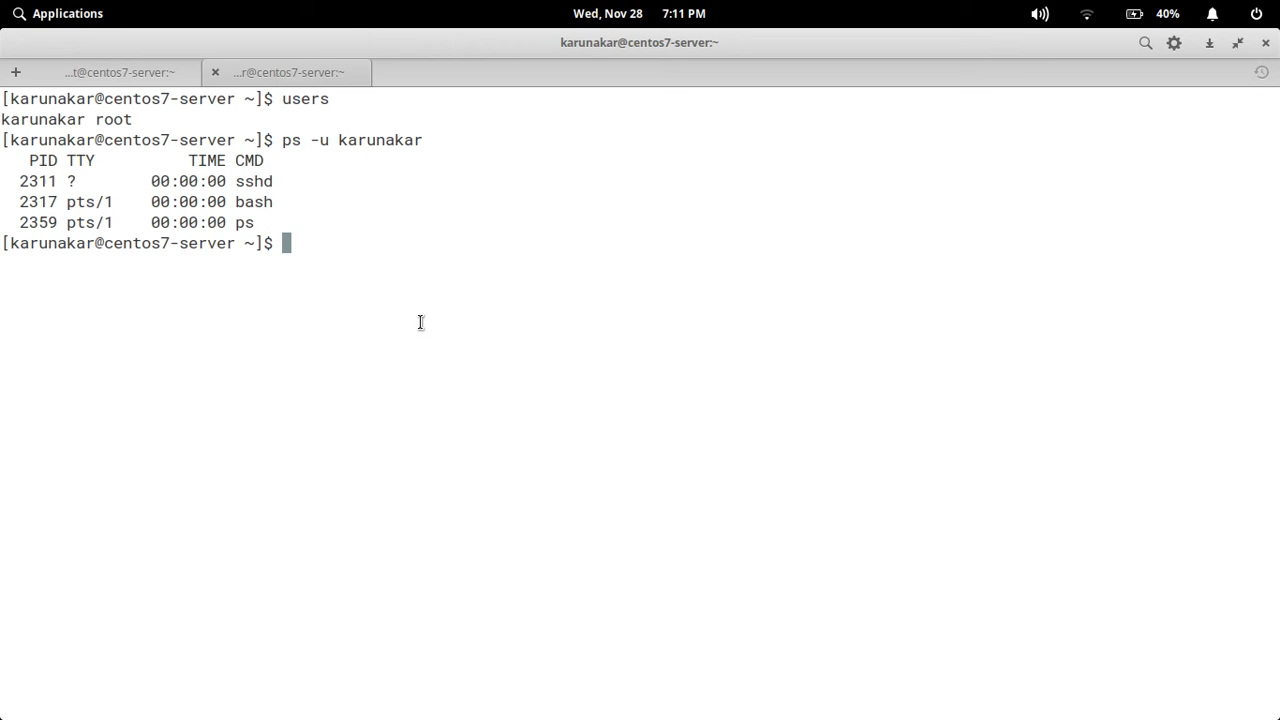 Applications
Wed, Nov 28 7:11 PM
40%
karunakar@centos7-server:~
...t@centos7-server:~
...r@centos7-server:~
[karunakar@centos7-server ~]$ users
karunakar root
[karunakar@centos7-server ~]$ ps -u karunakar
PID TTY TIME CMD
2311 ? 00:00:00 sshd
2317 pts/1 00:00:00 bash
2359 pts/1 00:00:00 ps
[karunakar@centos7-server ~]$